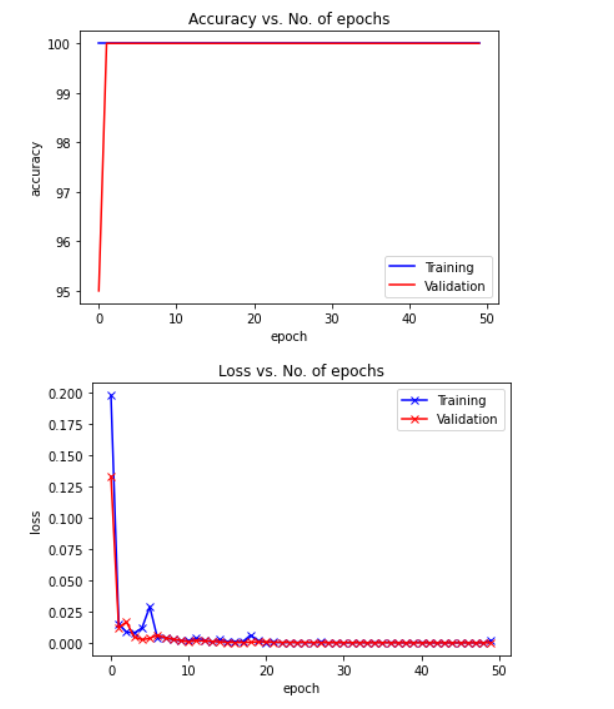 Accuracy vs. No. of epochs
100
99
98
97
96
95
accuracy
Training
Validation
0 10 20 30 40 50
epoch
Loss vs. No. of epochs
0.200
0.175
0.150
0.125
0.100
0.075
0.050
0.025
0.000
loss
Training
Validation
0 10 20 30 40 50
epoch